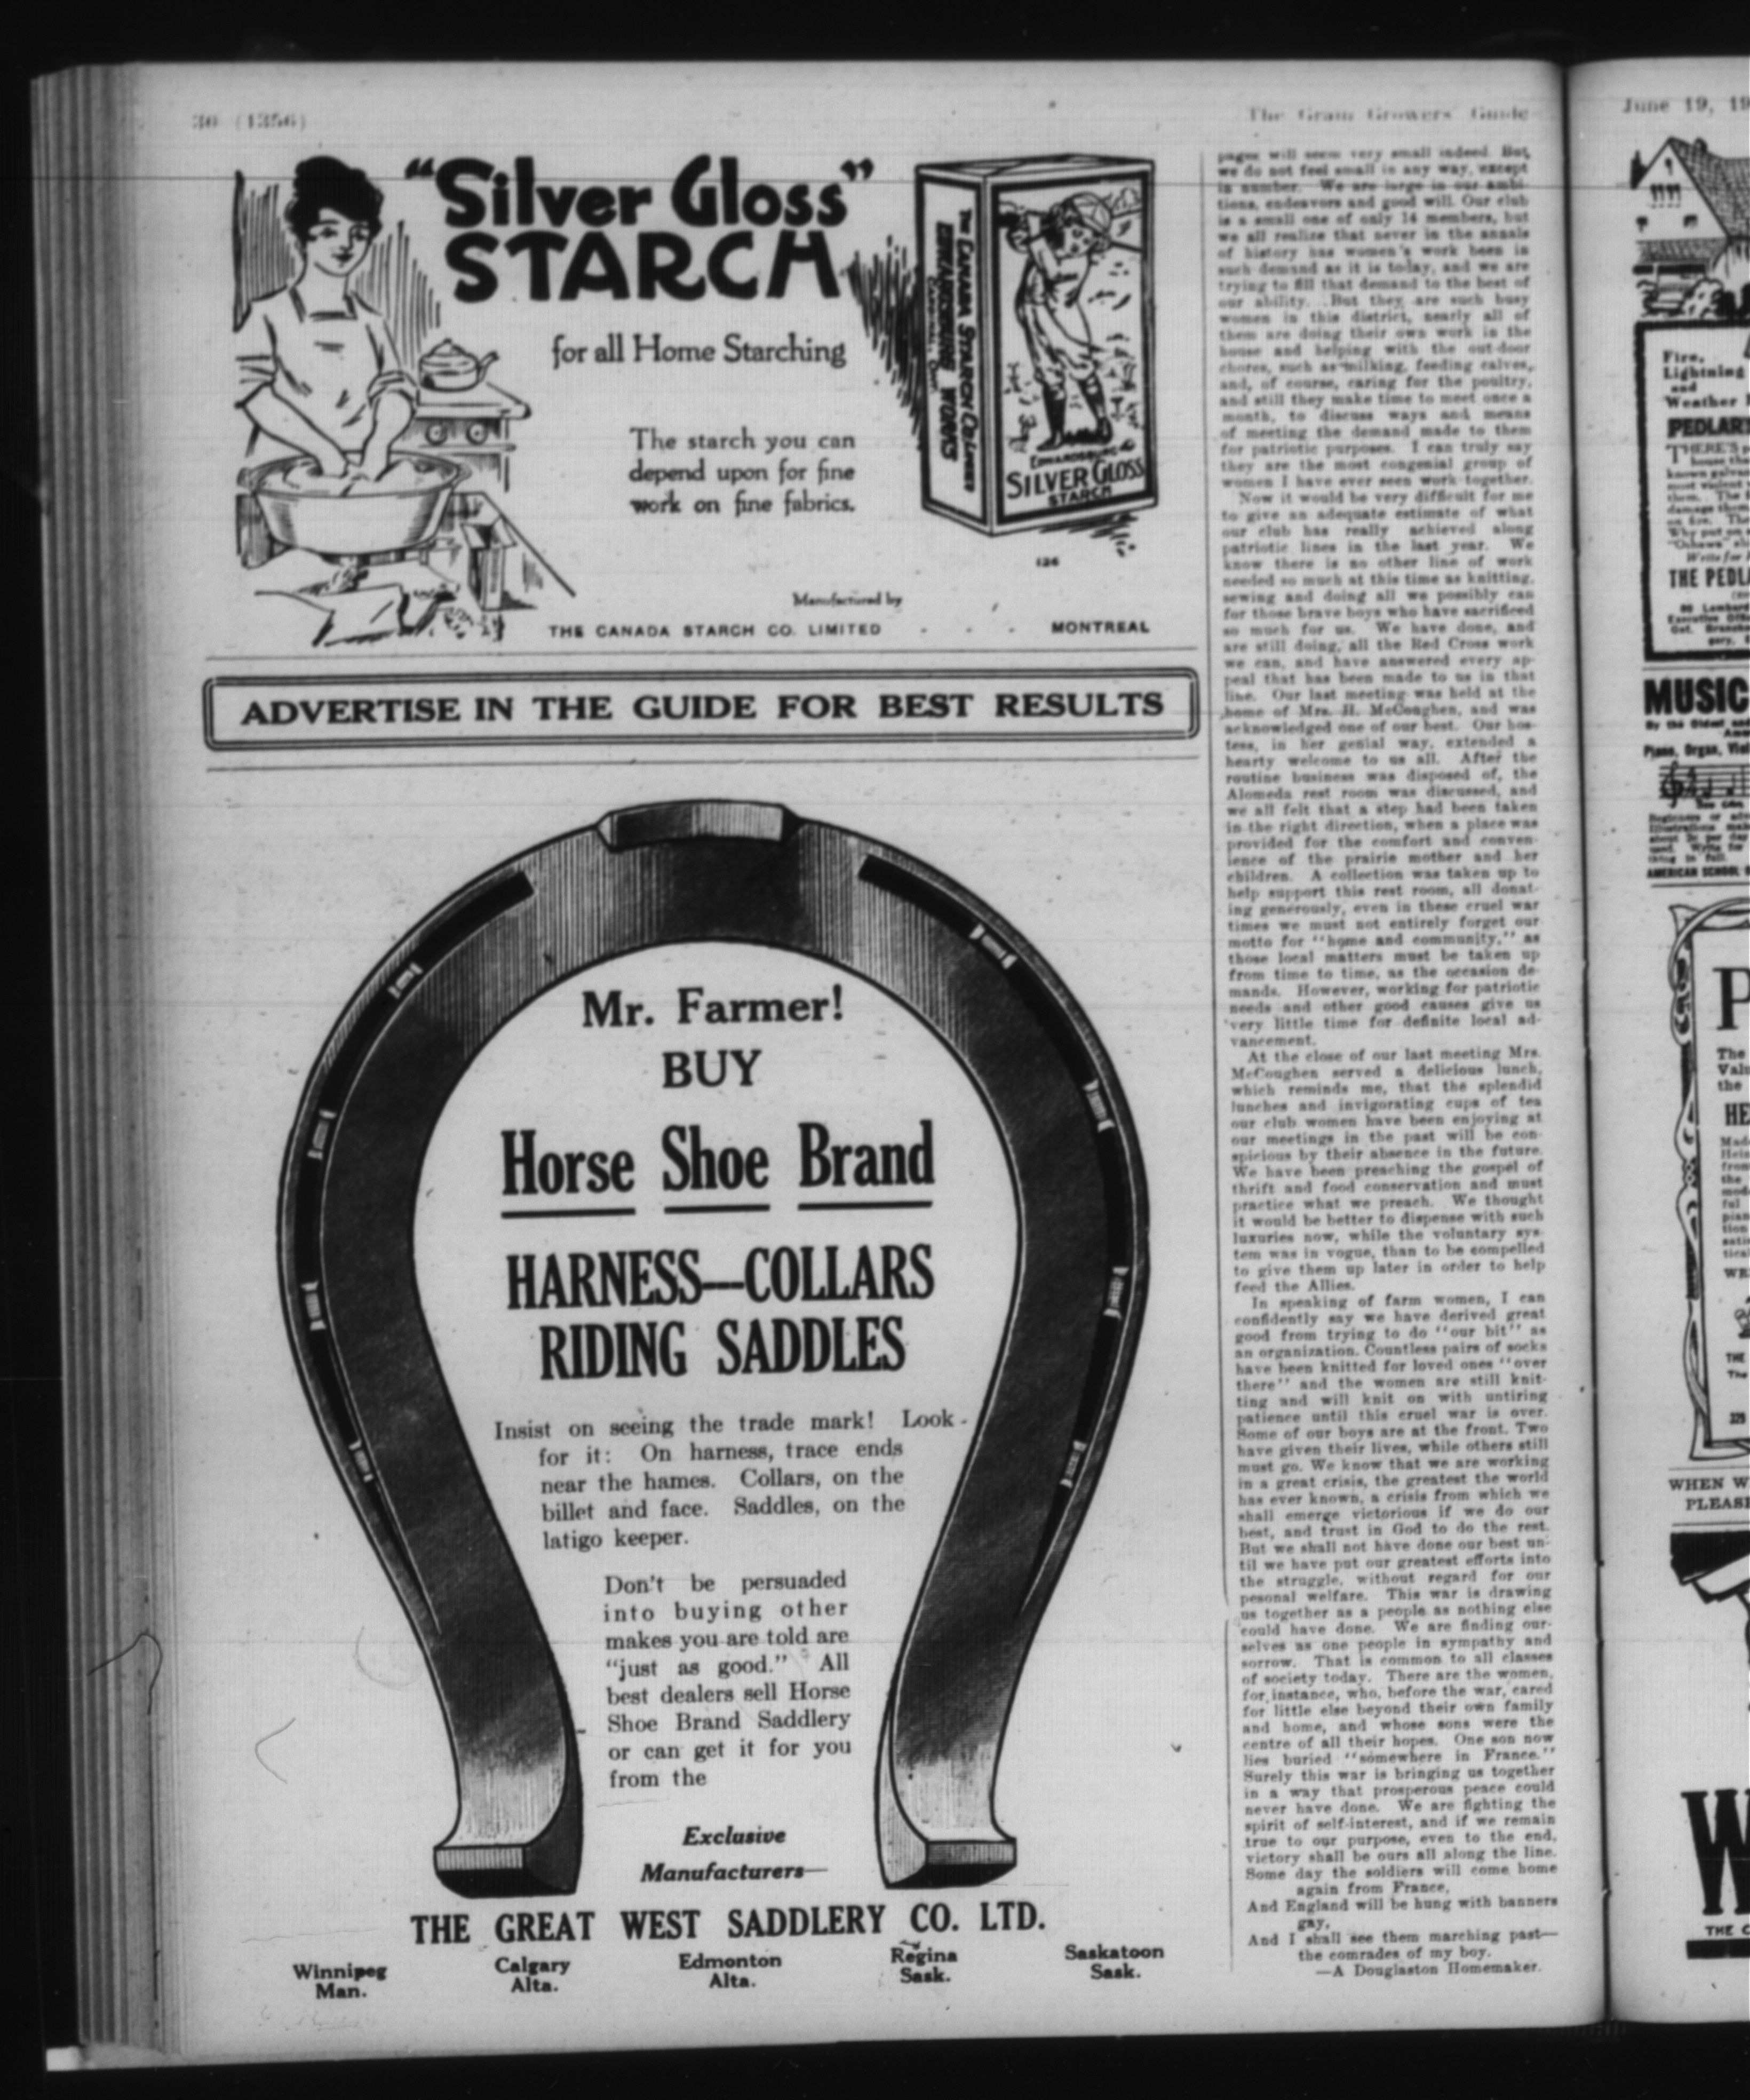 36 (1356)
The Grain Growers' Guide
"Silver Gloss"
STARCH
for all Home Starching
The starch you can
depend upon for fine
work on fine fabrics.
THE CANADA STARCH CO. LIMITED
EDWARDSBURG WORKS
CARDINAL, ONT.
EDWARDSBURG
SILVER GLOSS
STARCH
126
Manufactured by
THE CANADA STARCH CO. LIMITED - - - MONTREAL
ADVERTISE IN THE GUIDE FOR BEST RESULTS
Mr. Farmer!
BUY
Horse Shoe Brand
HARNESS—COLLARS
RIDING SADDLES
Insist on seeing the trade mark! Look
for it: On harness, trace ends
near the hames. Collars, on the
billet and face. Saddles, on the
latigo keeper.
Don't be persuaded
into buying other
makes you are told are
"just as good." All
best dealers sell Horse
Shoe Brand Saddlery
or can get it for you
from the
Exclusive
Manufacturers—
THE GREAT WEST SADDLERY CO. LTD.
Winnipeg Calgary Edmonton Regina Saskatoon
Man. Alta. Alta. Sask. Sask.
pages will seem very small indeed. But,
we do not feel small in any way, except
in number. We are large in our ambi-
tions, endeavors and good will. Our club
is a small one of only 14 members, but
we all realize that never in the annals
of history has women's work been in
such demand as it is today, and we are
trying to fill that demand to the best of
our ability. But they are such busy
women in this district, nearly all of
them are doing their own work in the
house and helping with the out-door
chores, such as milking, feeding calves,
and, of course, caring for the poultry,
and still they make time to meet once a
month, to discuss ways and means
of meeting the demand made to them
for patriotic purposes. I can truly say
they are the most congenial group of
women I have ever seen work together.
Now it would be very difficult for me
to give an adequate estimate of what
our club has really achieved along
patriotic lines in the last year. We
know there is no other line of work
needed so much at this time as knitting,
sewing and doing all we possibly can
for those brave boys who have sacrificed
so much for us. We have done, and
are still doing, all the Red Cross work
we can, and have answered every ap-
peal that has been made to us in that
line. Our last meeting was held at the
home of Mrs. H. McConghen, and was
acknowledged one of our best. Our hos-
tess, in her genial way, extended a
hearty welcome to us all. After the
routine business was disposed of, the
Alomeda rest room was discussed, and
we all felt that a step had been taken
in the right direction, when a place was
provided for the comfort and conven-
ience of the prairie mother and her
children. A collection was taken up to
help support this rest room, all donat-
ing generously, even in these cruel war
times we must not entirely forget our
motto for "home and community," as
those local matters must be taken up
from time to time, as the occasion de-
mands. However, working for patriotic
needs and other good causes give us
very little time for definite local ad-
vancement.
At the close of our last meeting Mrs.
McConghen served a delicious lunch,
which reminds me, that the splendid
lunches and invigorating cups of tea
our club women have been enjoying at
our meetings in the past will be con-
spicious by their absence in the future.
We have been preaching the gospel of
thrift and food conservation and must
practice what we preach. We thought
it would be better to dispense with such
luxuries now, while the voluntary sys-
tem was in vogue, than to be compelled
to give them up later in order to help
feed the Allies.
In speaking of farm women, I can
confidently say we have derived great
good from trying to do "our bit" as
an organization. Countless pairs of socks
have been knitted for loved ones "over
there" and the women are still knit-
ting and will knit on with untiring
patience until this cruel war is over.
Some of our boys are at the front. Two
have given their lives, while others still
must go. We know that we are working
in a great crisis, the greatest the world
has ever known, a crisis from which we
shall emerge victorious if we do our
best, and trust in God to do the rest.
But we shall not have done our best un-
til we have put our greatest efforts into
the struggle, without regard for our
pesonal welfare. This war is drawing
us together as a people as nothing else
could have done. We are finding our-
selves as one people in sympathy and
sorrow. That is common to all classes
of society today. There are the women,
for instance, who, before the war, cared
for little else beyond their own family
and home, and whose sons were the
centre of all their hopes. One son now
lies buried "somewhere in France."
Surely this war is bringing us together
in a way that prosperous peace could
never have done. We are fighting the
spirit of self-interest, and if we remain
true to our purpose, even to the end,
victory shall be ours all along the line.
Some day the soldiers will come home
again from France,
And England will be hung with banners
gay,
And I shall see them marching past—
the comrades of my boy.
—A Douglaston Homemaker.
June 19, 19
Fire,
Lightning
and
Weather
PEDLAR
THE PEDL
MUSIC
Piano, Organ,
AMERICAN SCHOOL
P
The
Valu
the
HE
WHEN W
PLEAS
W
THE C